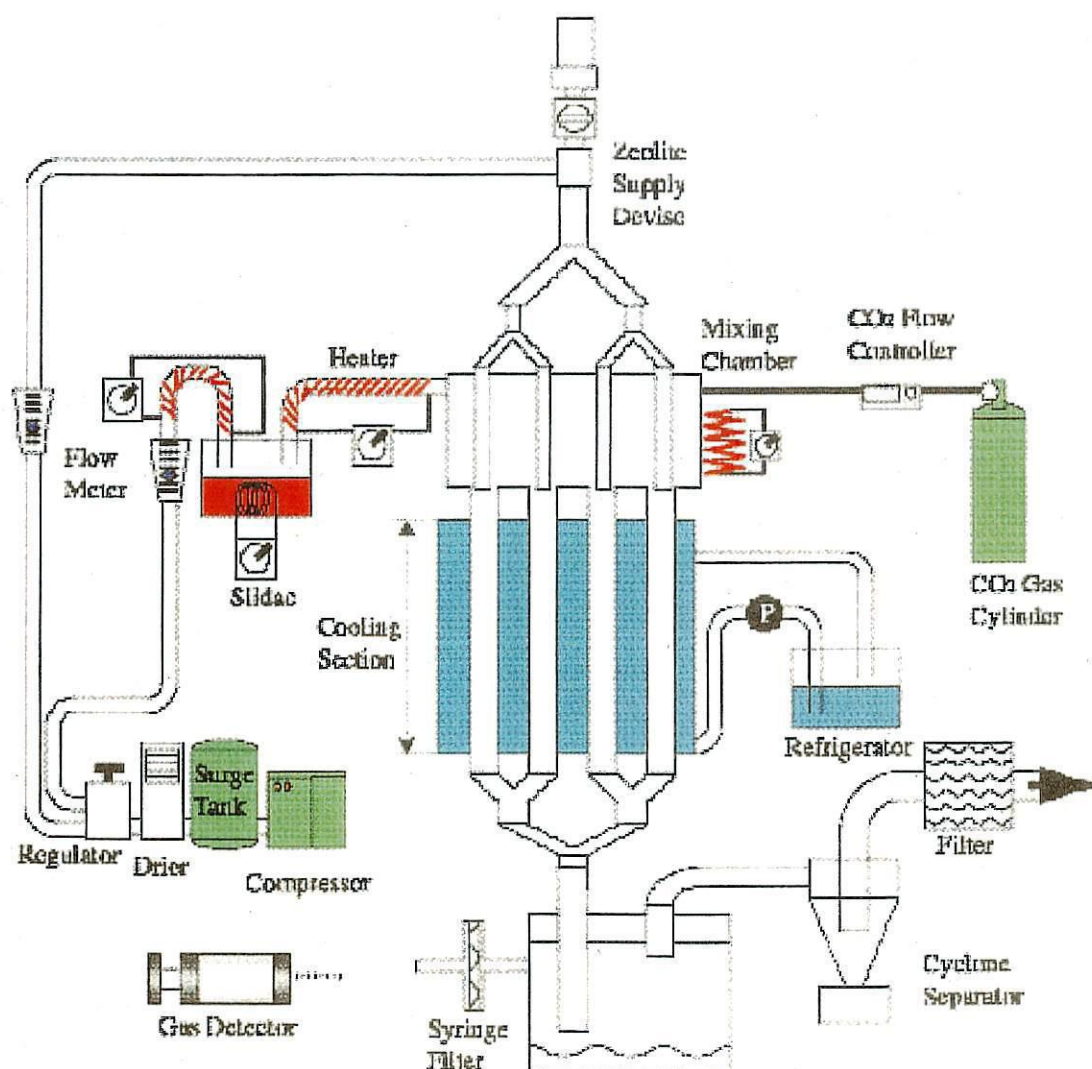 Zeolite
Supply
Devise
Mixing
Chamber
CO₂ Flow
Controller
Heater
Flow
Meter
Slidac
CO₂ Gas
Cylinder
Cooling
Section
P
Refrigerator
Surge
Tank
Regulator
Drier
Compressor
Filter
Cyclone
Separator
Gas Detector
Syringe
Filter